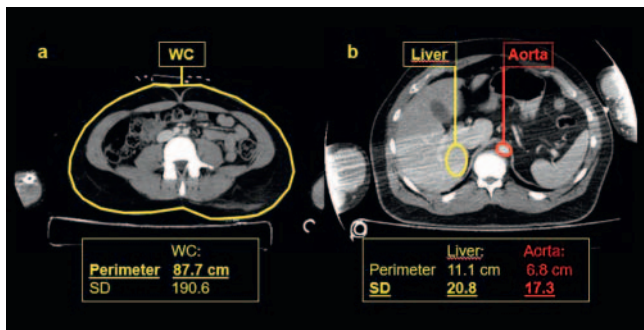 a
WC
b
Liver
Aorta
WC:
Perimeter 87.7 cm
SD 190.6
Liver: Aorta:
Perimeter 11.1 cm 6.8 cm
SD 20.8 17.3